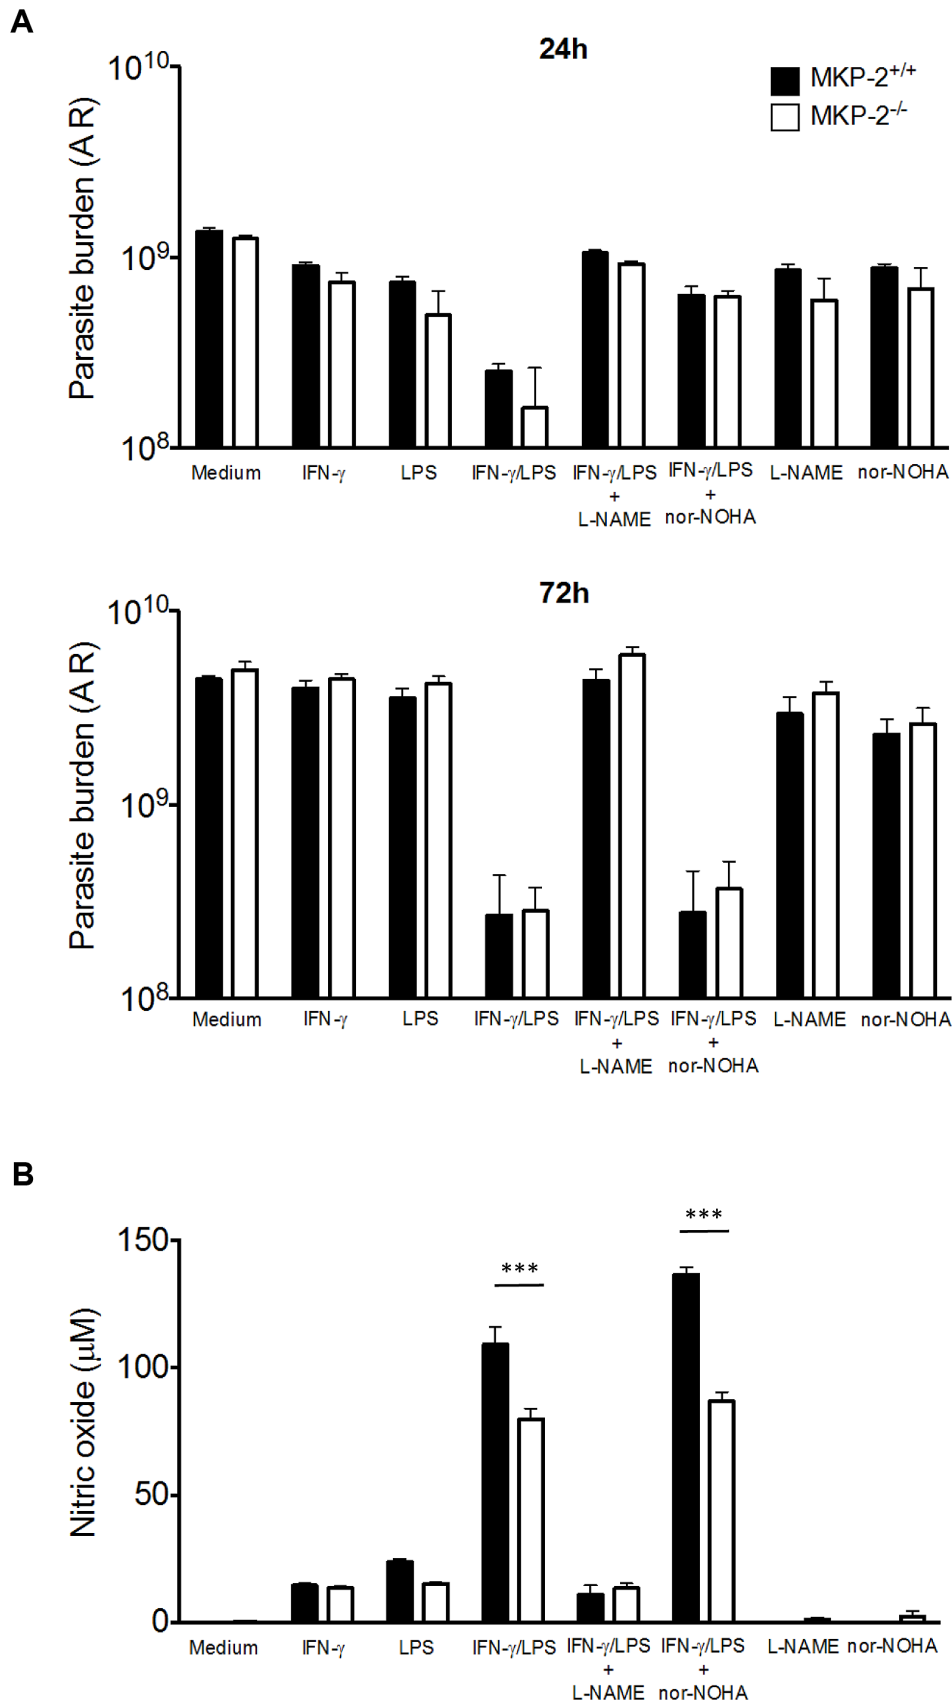 A
24h
MKP-2+/+
MKP-2-/-
Parasite burden (A R)
10^10
10^9
10^8
Medium IFN-γ LPS IFN-γ/LPS IFN-γ/LPS IFN-γ/LPS L-NAME nor-NOHA
+ +
L-NAME nor-NOHA
72h
Parasite burden (A R)
10^10
10^9
10^8
Medium IFN-γ LPS IFN-γ/LPS IFN-γ/LPS IFN-γ/LPS L-NAME nor-NOHA
+ +
L-NAME nor-NOHA
B
Nitric oxide (μM)
150
100
50
0
***
***
Medium IFN-γ LPS IFN-γ/LPS IFN-γ/LPS IFN-γ/LPS L-NAME nor-NOHA
+ +
L-NAME nor-NOHA